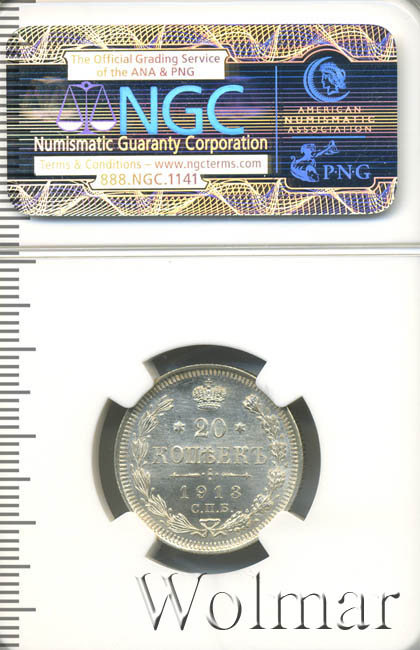 The Official Grading Service
of the ANA & PNG
NGC
Numismatic Guaranty Corporation
Terms & Conditions – www.ngcterms.com
888.NGC.1141
AMERICAN
NUMISMATIC
ASSOCIATION
P·N·G
* 20 *
КОПѢЕКЪ
1913
С.П.Б.
Wolmar